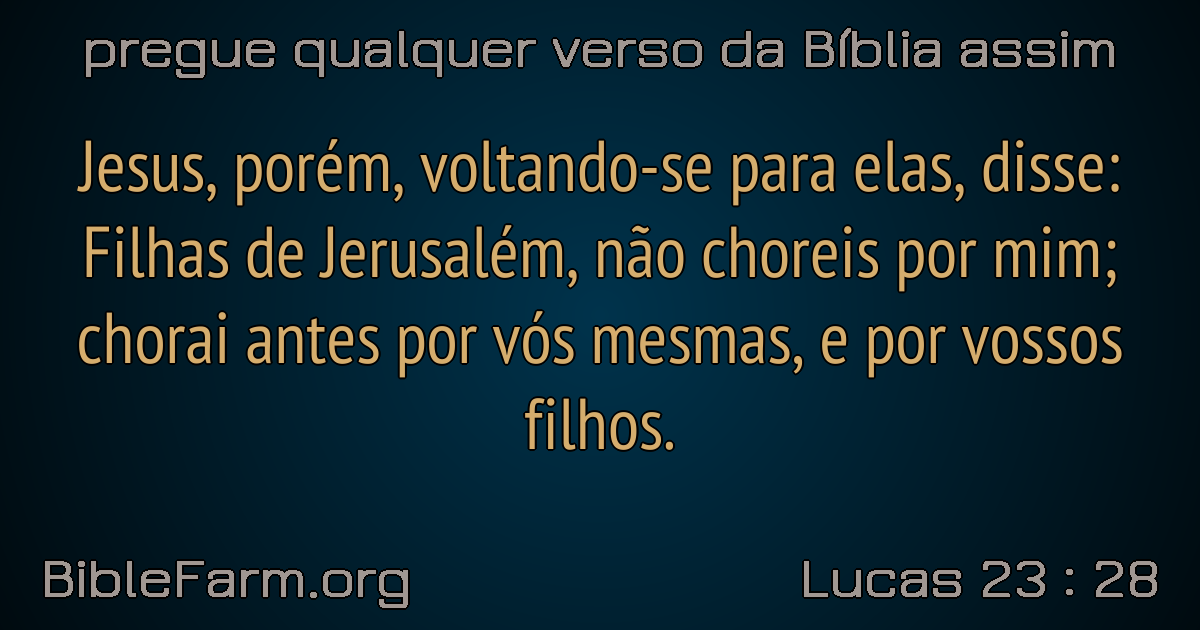 pregue qualquer verso da Bíblia assim
Jesus, porém, voltando-se para elas, disse:
Filhas de Jerusalém, não choreis por mim;
chorai antes por vós mesmas, e por vossos
filhos.
BibleFarm.org
Lucas 23 : 28